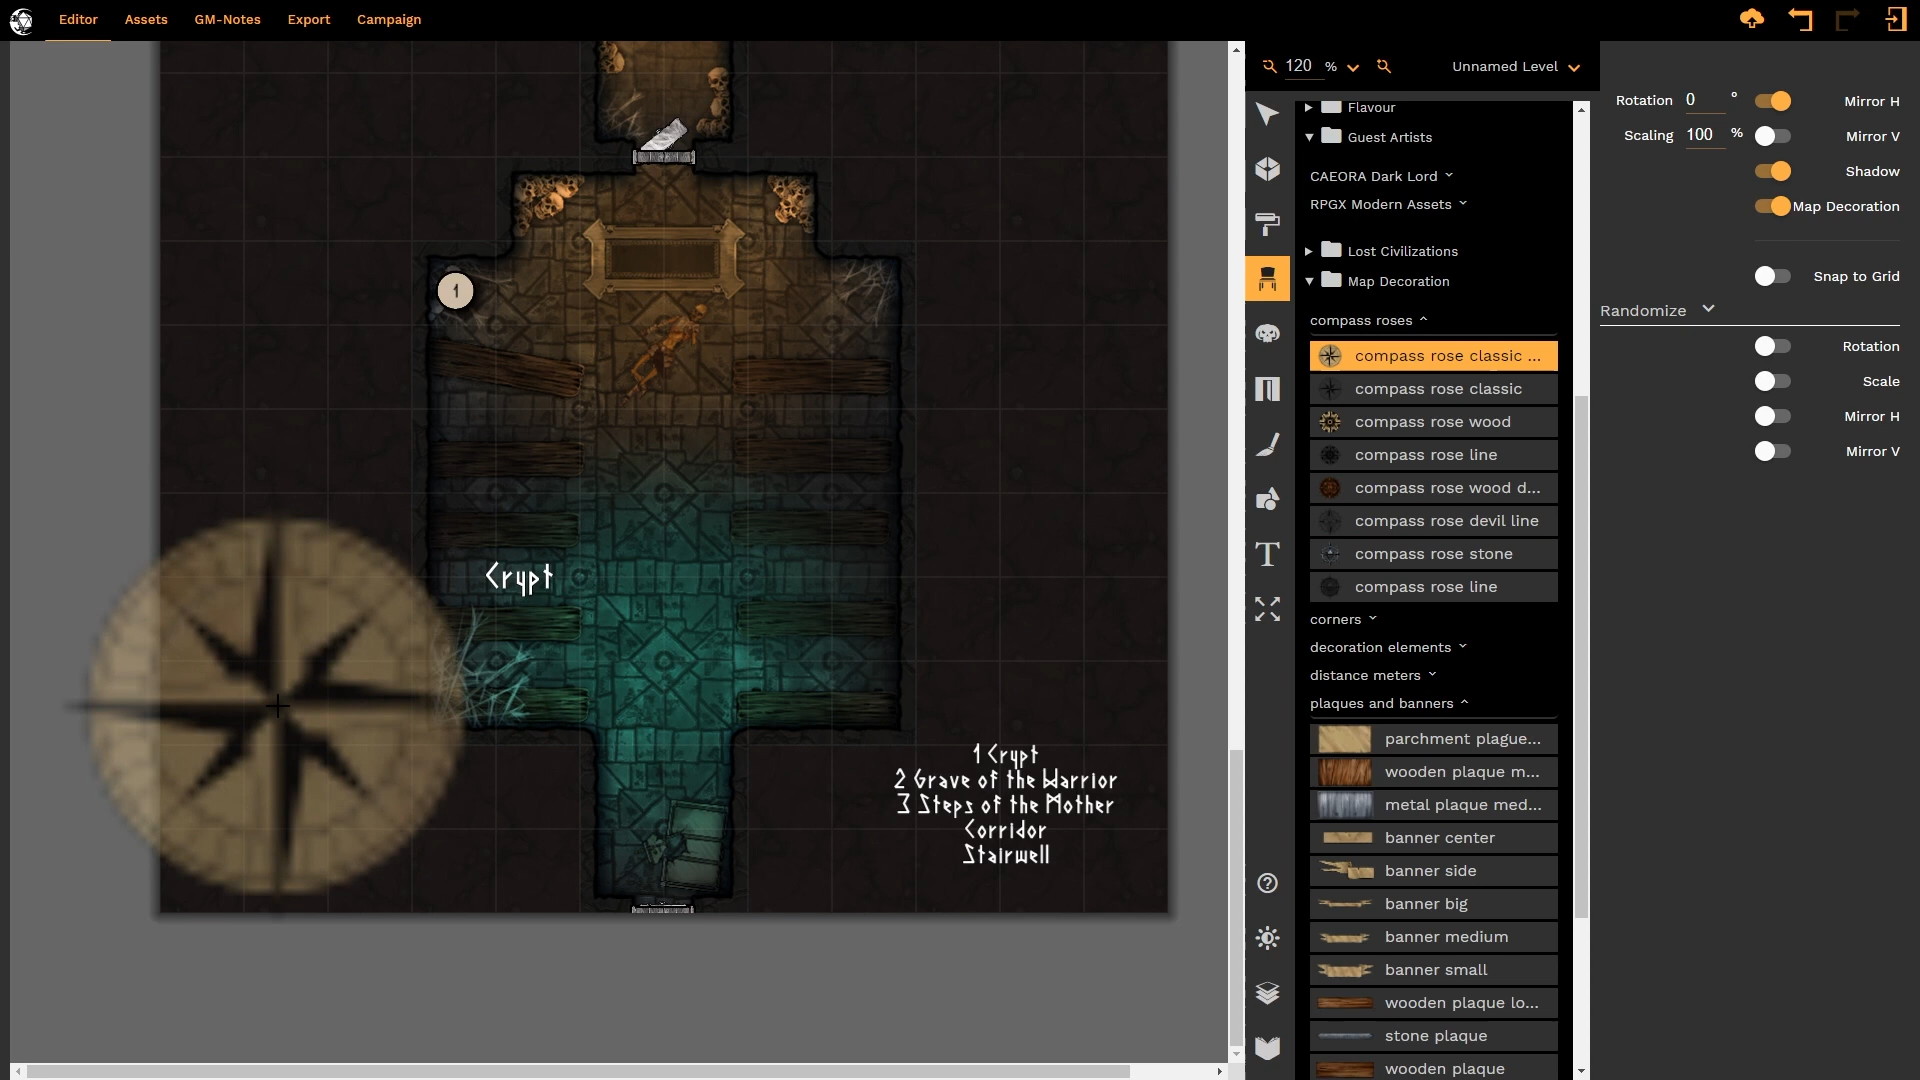 Editor
Assets
GM-Notes
Export
Campaign
120 %
Unnamed Level
Rotation 0 °
Mirror H
Scaling 100 %
Mirror V
Shadow
Map Decoration
Snap to Grid
Randomize
Rotation
Scale
Mirror H
Mirror V
Flavour
Guest Artists
CAEORA Dark Lord
RPGX Modern Assets
Lost Civilizations
Map Decoration
compass roses
compass rose classic ...
compass rose classic
compass rose wood
compass rose line
compass rose wood d...
compass rose devil line
compass rose stone
compass rose line
corners
decoration elements
distance meters
plaques and banners
parchment plague...
wooden plaque m...
metal plaque med...
banner center
banner side
banner big
banner medium
banner small
wooden plaque lo...
stone plaque
wooden plaque
T
1
Crypt
1 Crypt
2 Grave of the Warrior
3 Steps of the Mother
Corridor
Stairwell